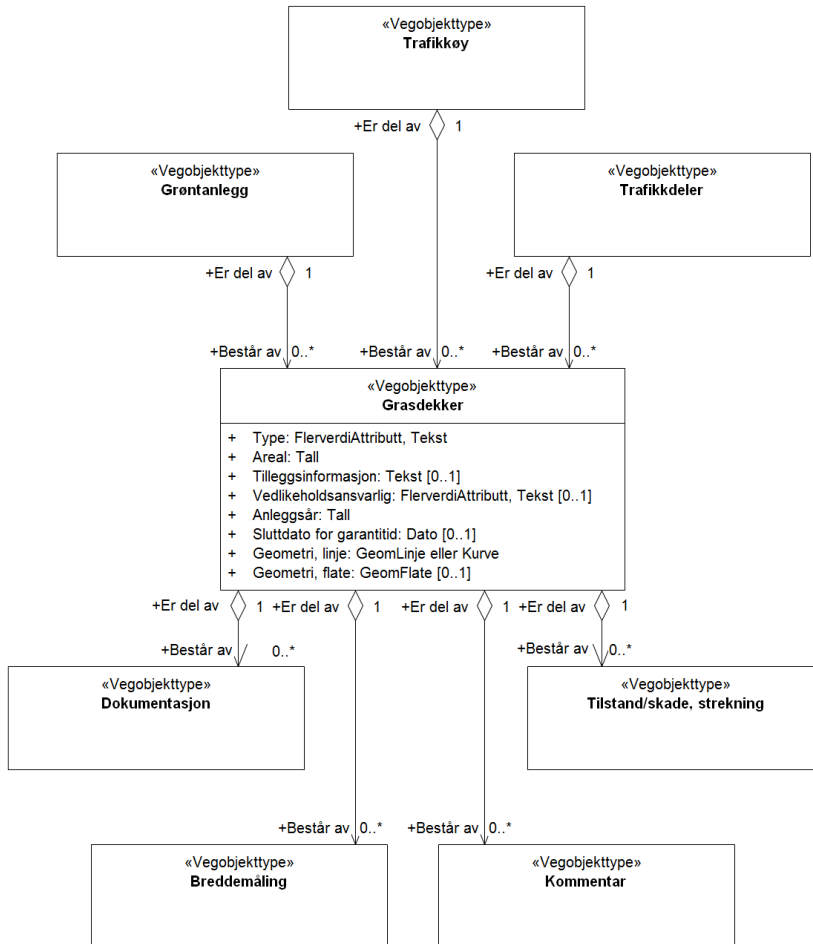 «Vegobjekttype»
Trafikkøy
+Er del av 1
«Vegobjekttype»
Grøntanlegg
«Vegobjekttype»
Trafikkdeler
+Er del av 1
+Er del av 1
+Består av 0..*
+Består av 0..*
+Består av 0..*
«Vegobjekttype»
Grasdekker
+ Type: FlerverdiAttributt, Tekst
+ Areal: Tall
+ Tilleggsinformasjon: Tekst [0..1]
+ Vedlikeholdsansvarlig: FlerverdiAttributt, Tekst [0..1]
+ Anleggsår: Tall
+ Sluttdato for garantitid: Dato [0..1]
+ Geometri, linje: GeomLinje eller Kurve
+ Geometri, flate: GeomFlate [0..1]
+Er del av 1 +Er del av 1 +Er del av 1 +Er del av 1
+Består av 0..*
+Består av 0..*
«Vegobjekttype»
Dokumentasjon
«Vegobjekttype»
Tilstand/skade, strekning
+Består av 0..*
+Består av 0..*
«Vegobjekttype»
Breddemåling
«Vegobjekttype»
Kommentar